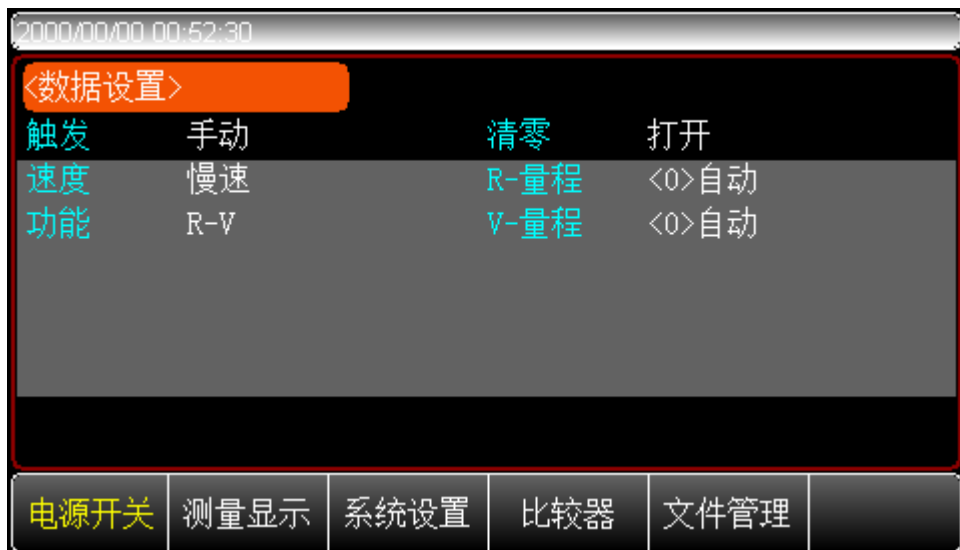 2000/00/00 00:52:30
<数据设置>
触发 手动 清零 打开
速度 慢速 R-量程 <0>自动
功能 R-V V-量程 <0>自动
电源开关 测量显示 系统设置 比较器 文件管理